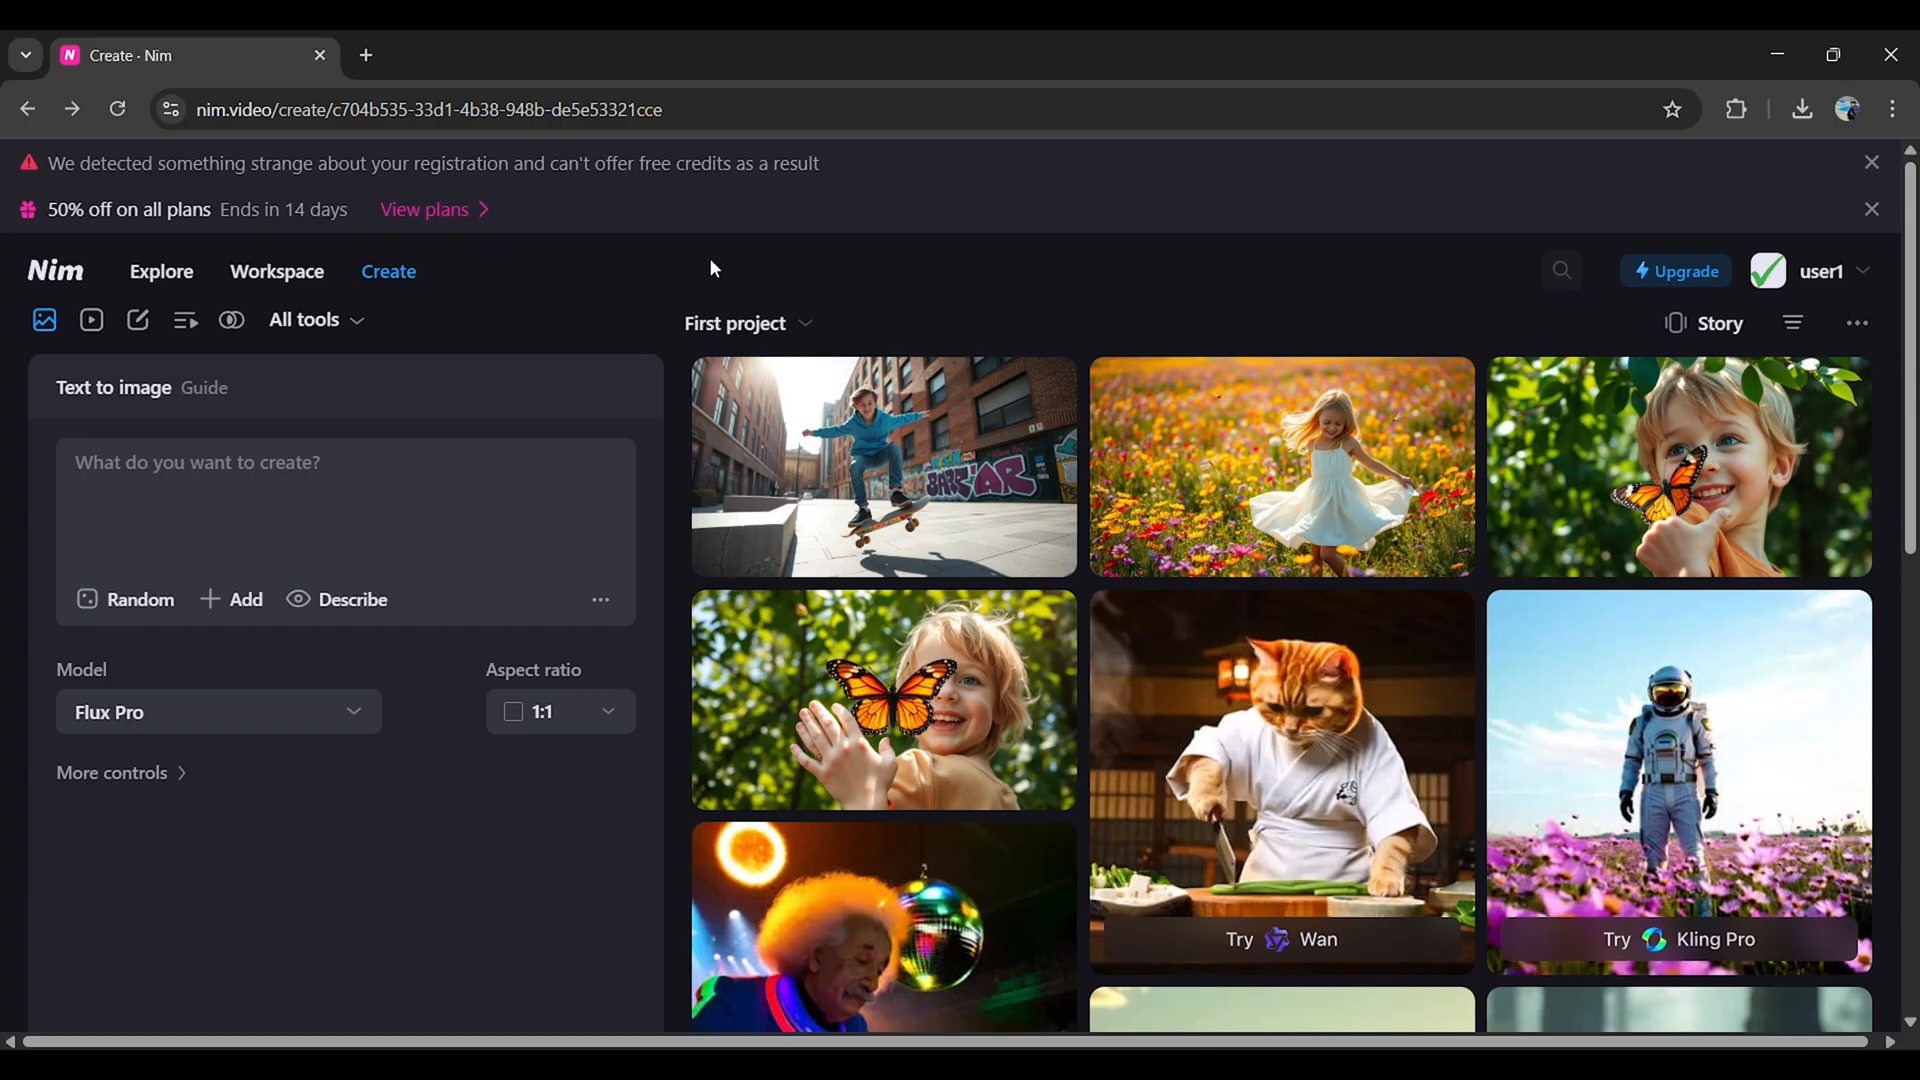 Create · Nim
nim.video/create/c704b535-33d1-4b38-948b-de5e53321cce
We detected something strange about your registration and can't offer free credits as a result
50% off on all plans Ends in 14 days View plans
Nim Explore Workspace Create Upgrade user1
All tools
First project Story
Text to image Guide
What do you want to create?
Random Add Describe
Model Aspect ratio
Flux Pro 1:1
More controls
Try Wan
Try Kling Pro